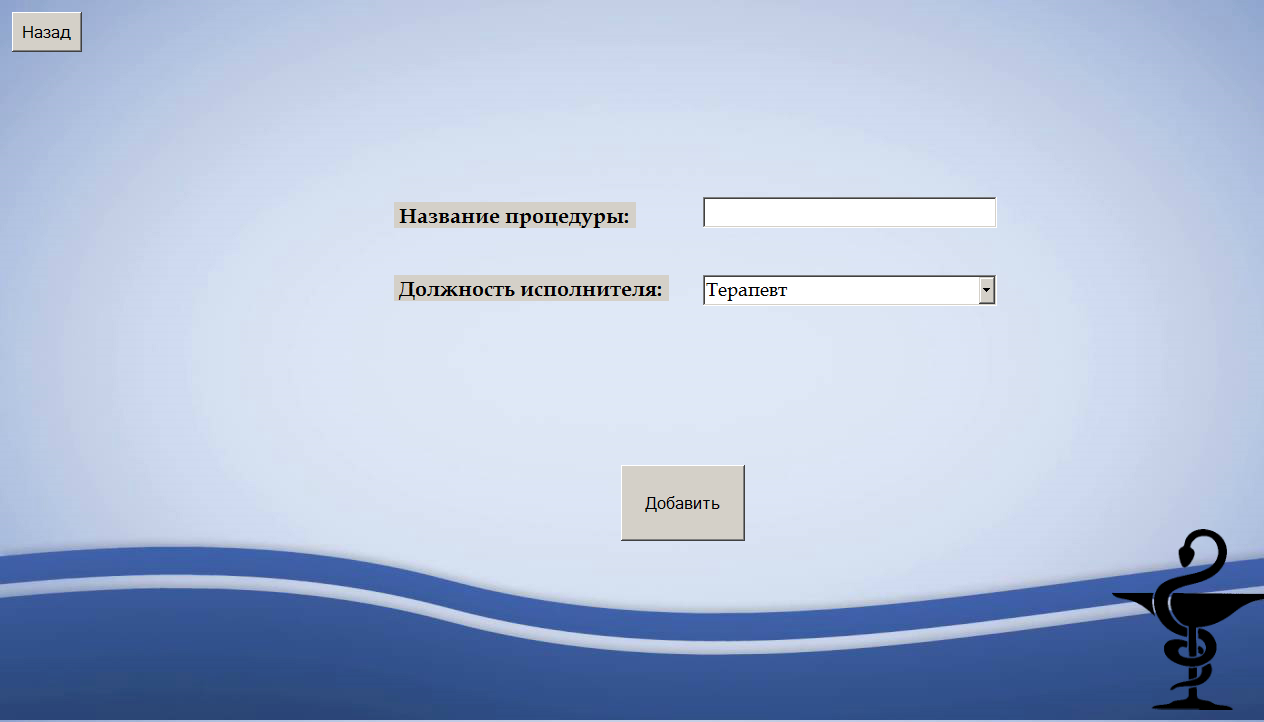 Назад
Название процедуры:
Должность исполнителя: Терапевт
Добавить